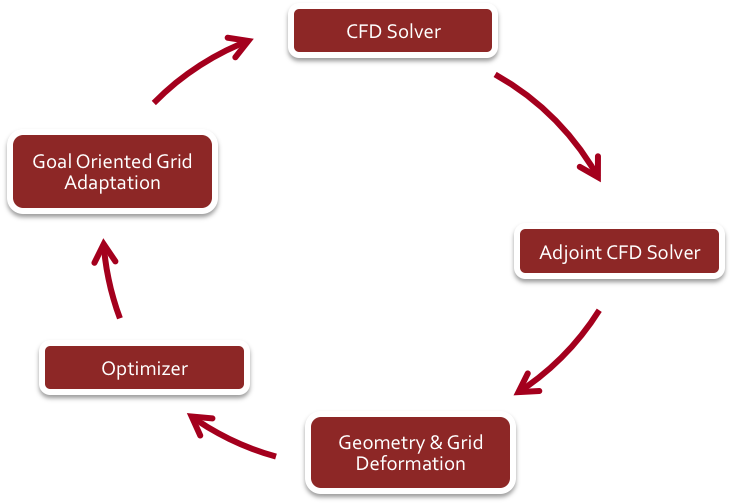 CFD Solver
Goal Oriented Grid
Adaptation
Adjoint CFD Solver
Optimizer
Geometry & Grid
Deformation